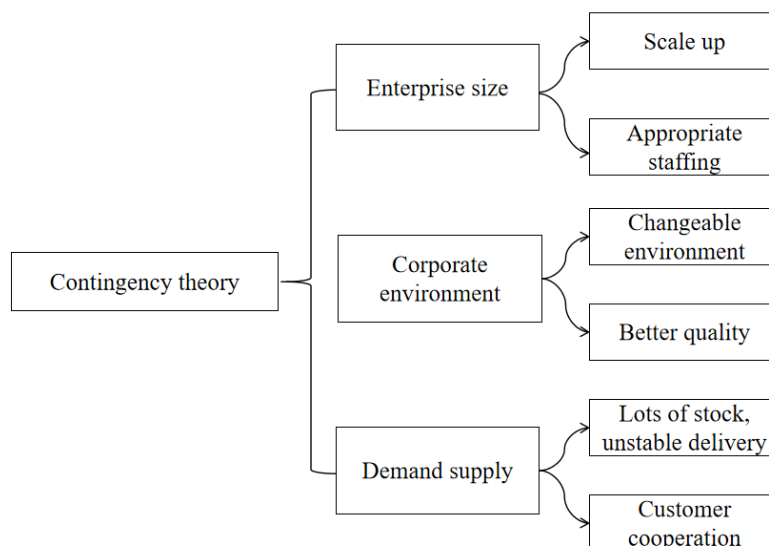 Contingency theory
Enterprise size
Scale up
Appropriate
staffing
Corporate
environment
Changeable
environment
Better quality
Demand supply
Lots of stock,
unstable delivery
Customer
cooperation